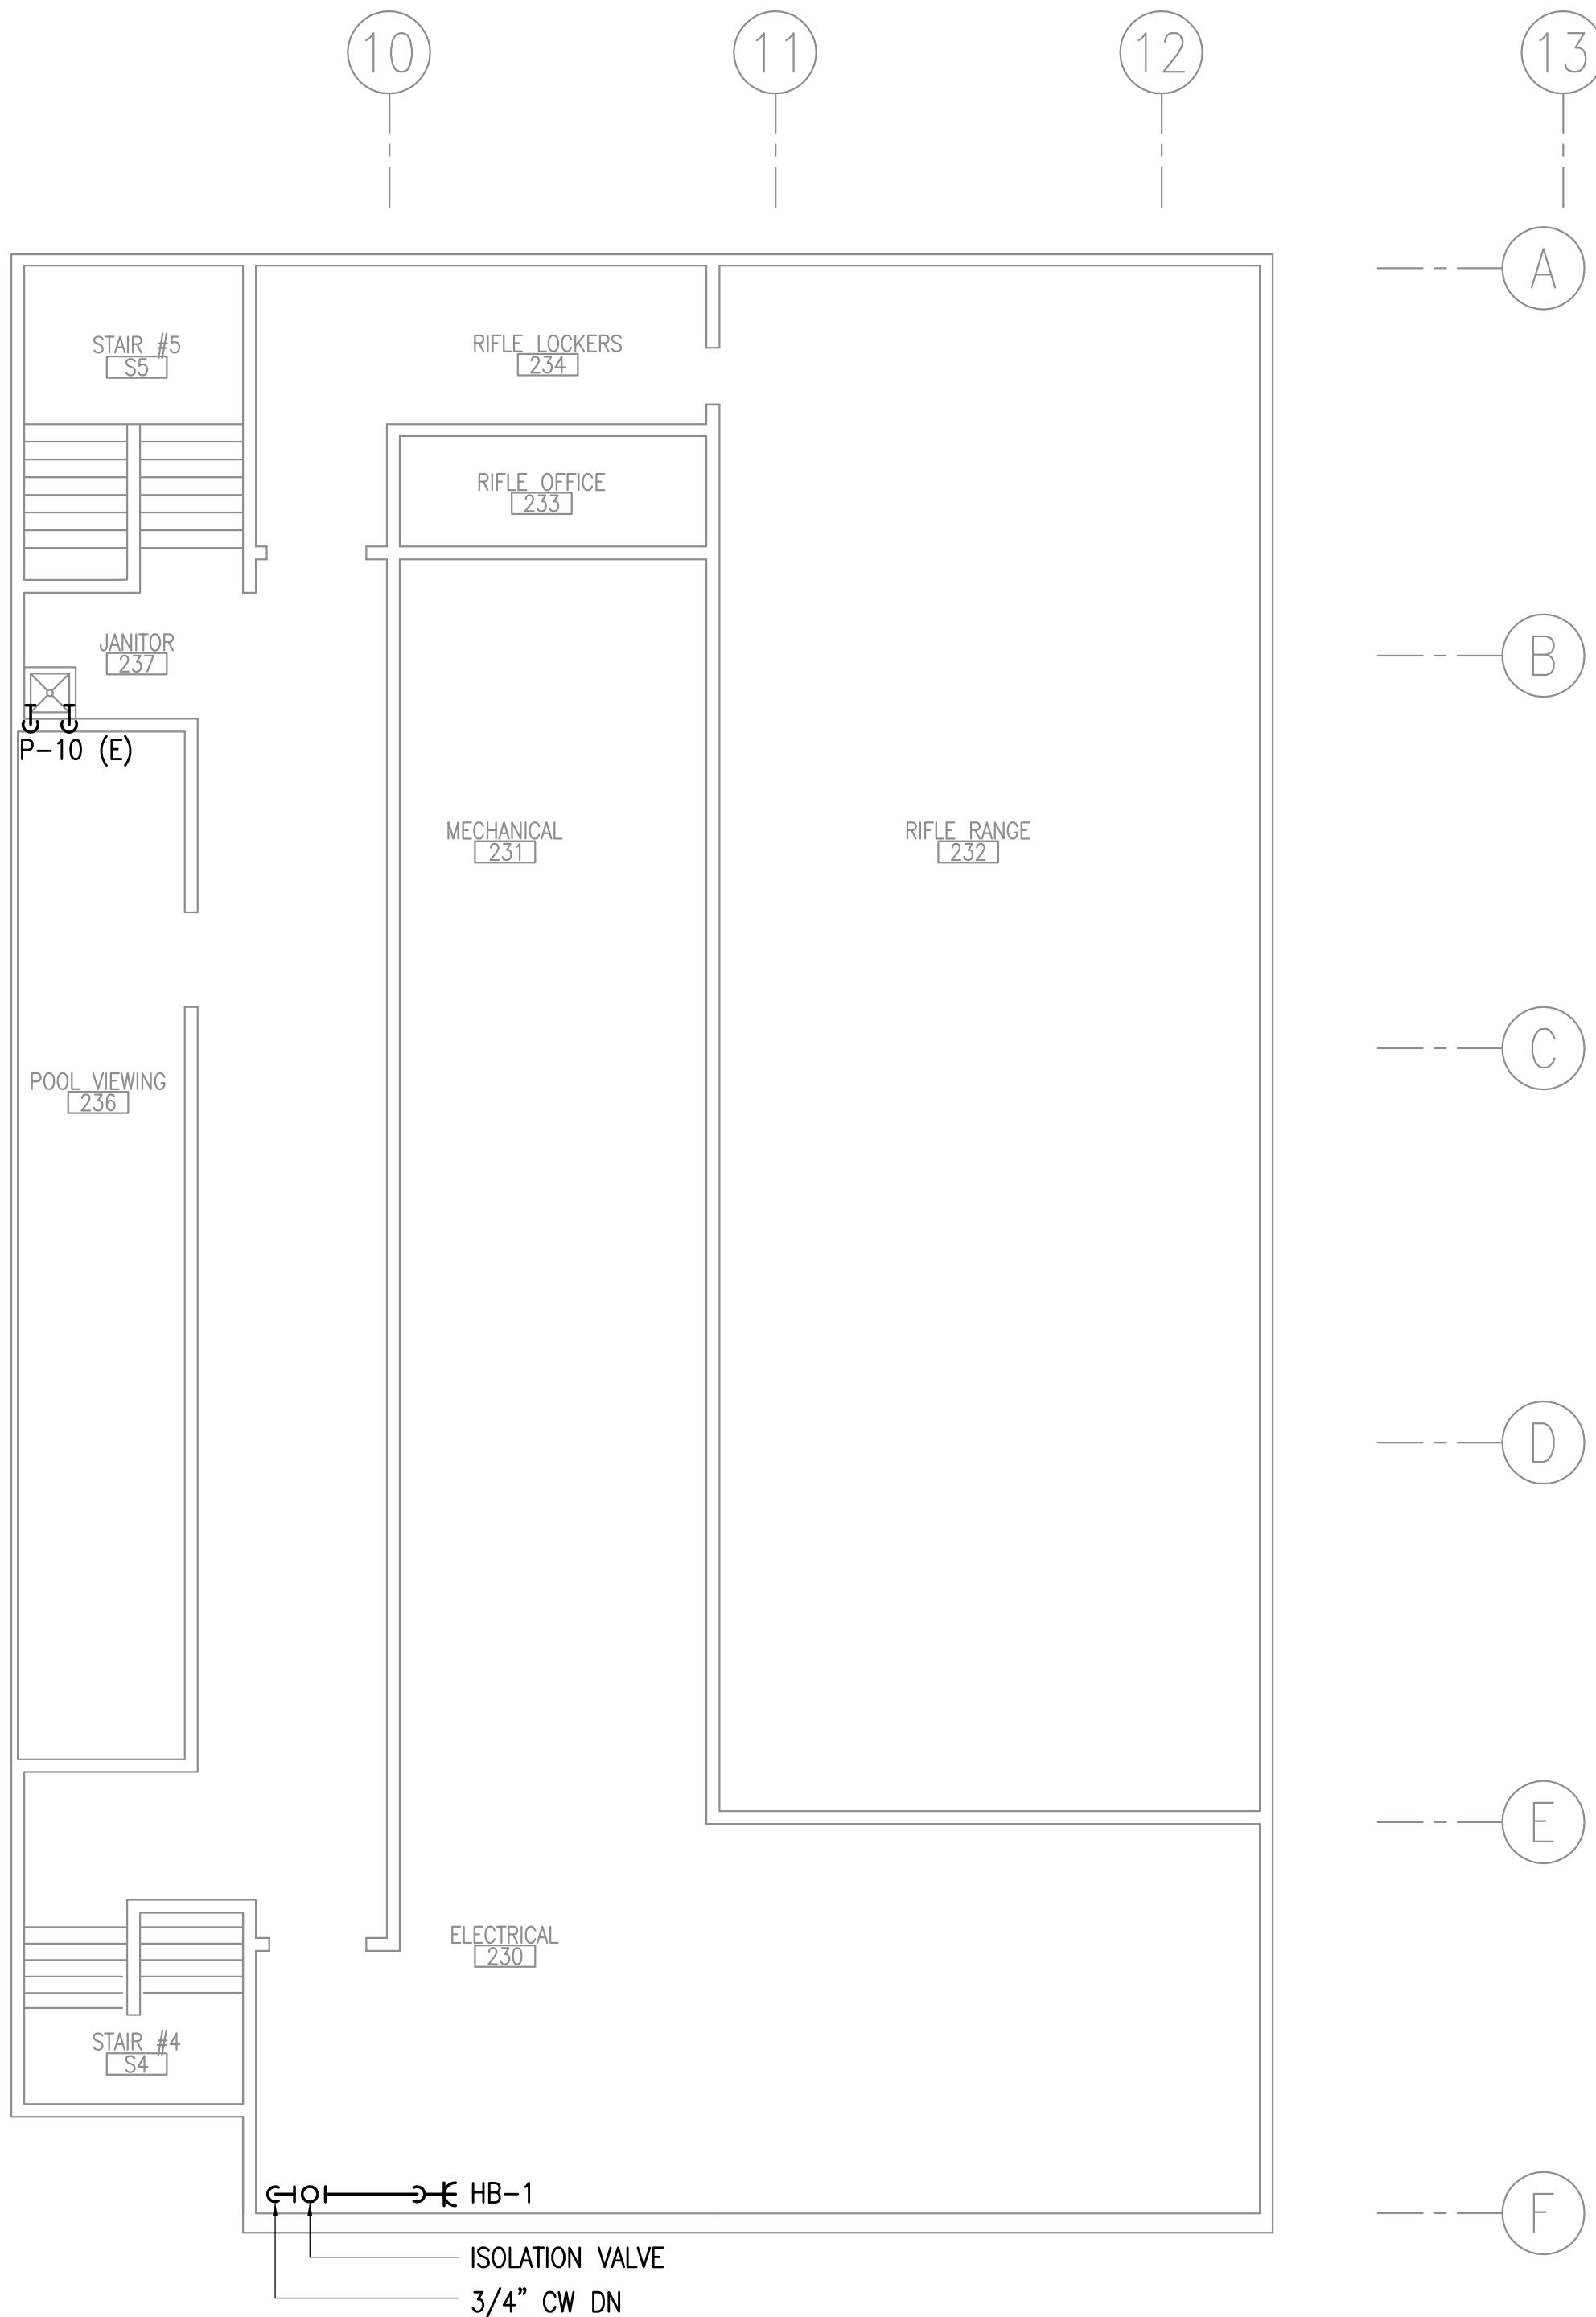 10 11 12 13
A
STAIR #5
S5
RIFLE LOCKERS
234
RIFLE OFFICE
233
JANITOR
237
B
P-10 (E)
MECHANICAL
231
RIFLE RANGE
232
C
POOL VIEWING
236
D
E
ELECTRICAL
230
STAIR #4
S4
HB-1
F
ISOLATION VALVE
3/4" CW DN